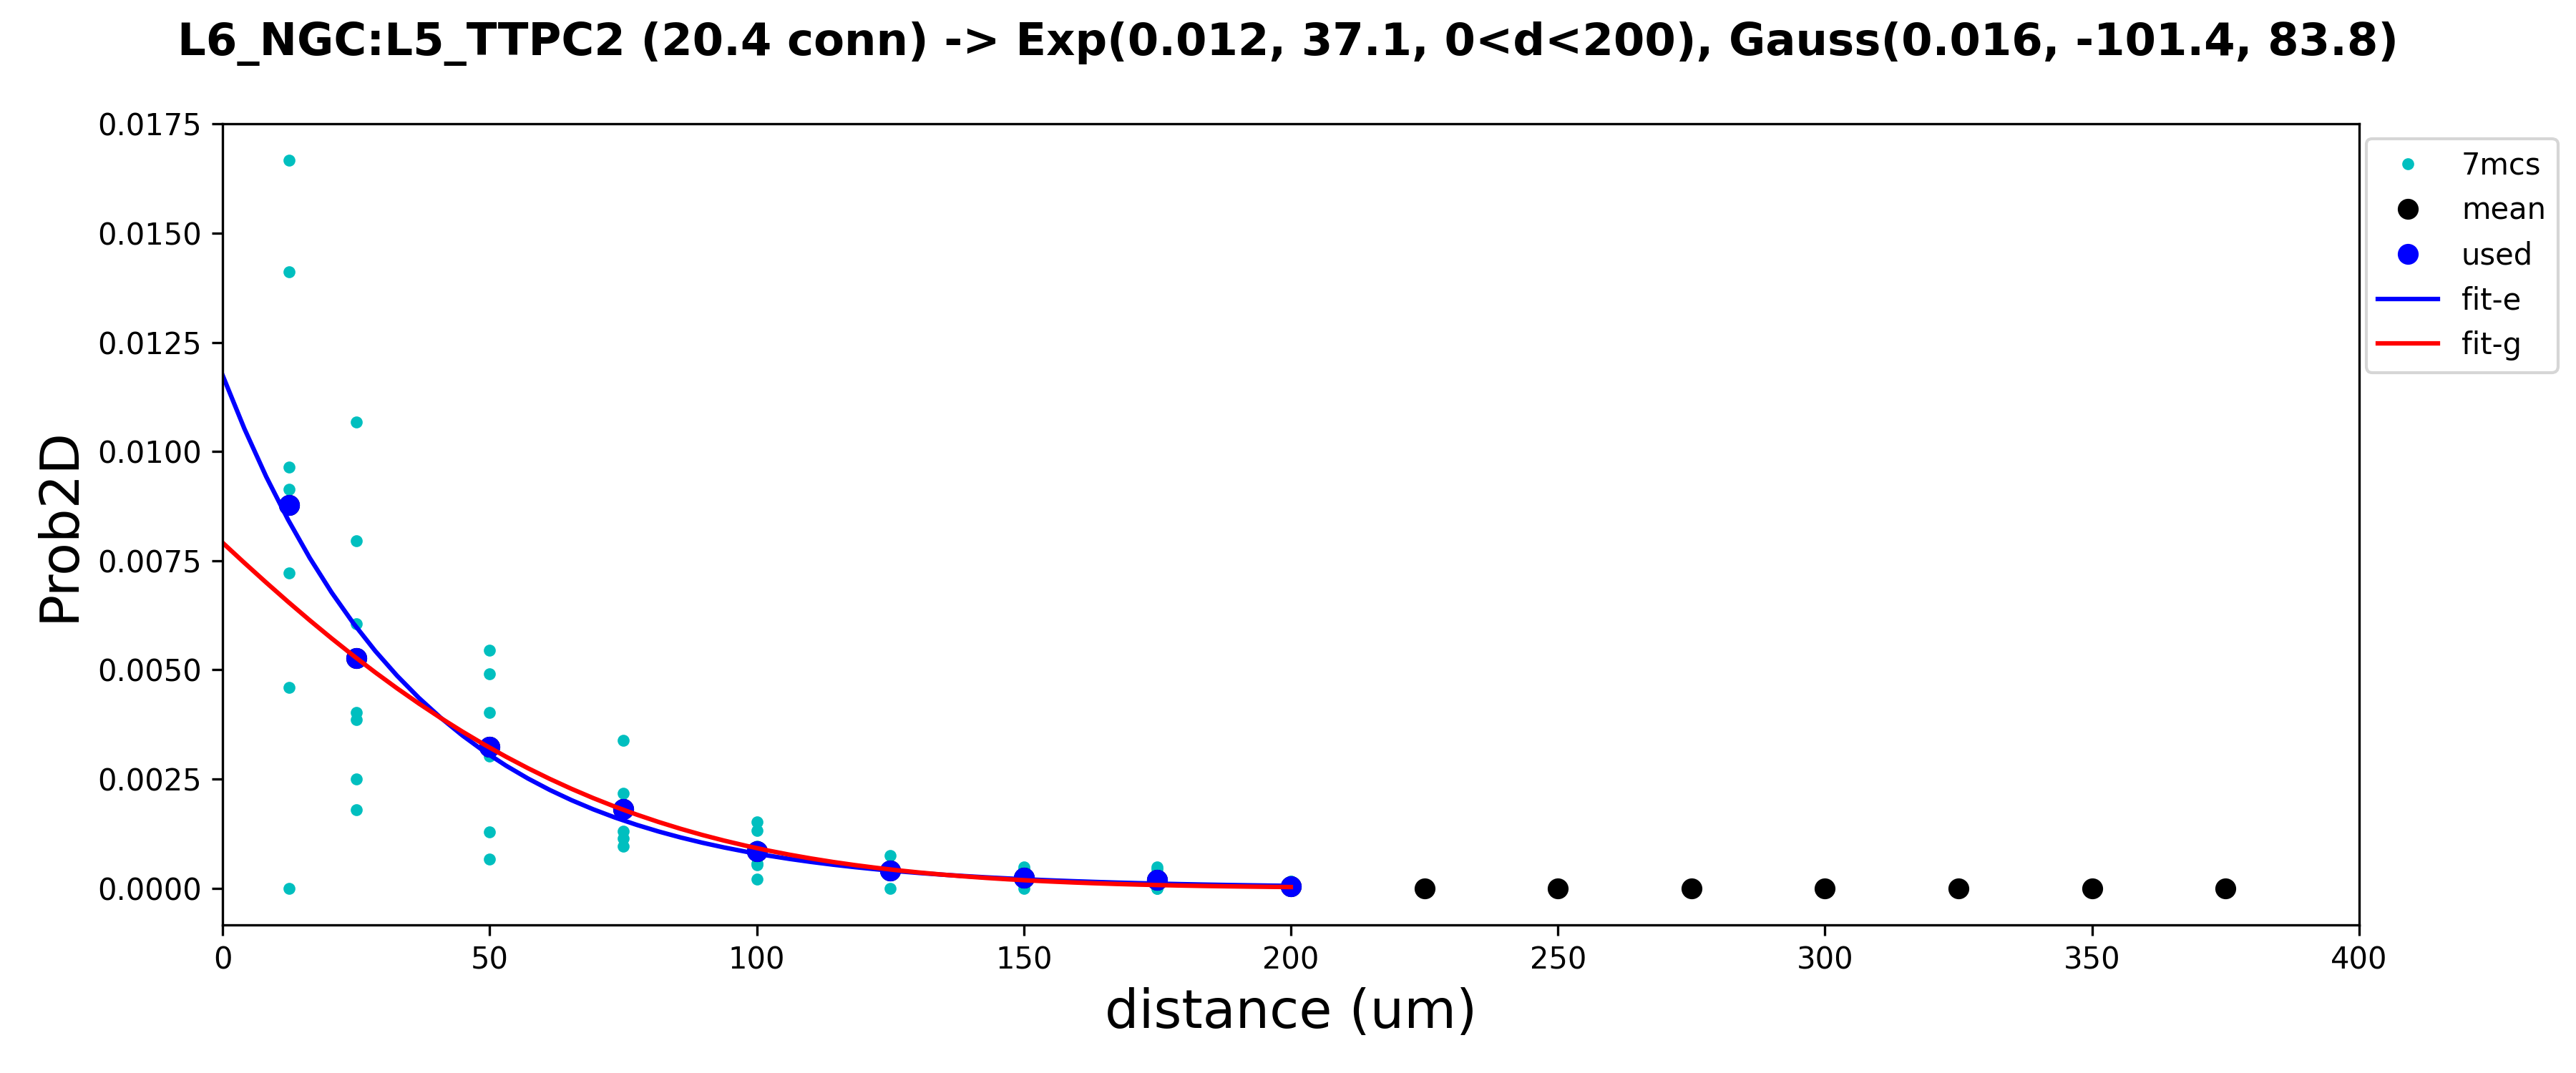 L6_NGC:L5_TTPC2 (20.4 conn) -> Exp(0.012, 37.1, 0<d<200), Gauss(0.016, -101.4, 83.8)
0.0175
0.0150
0.0125
0.0100
0.0075
0.0050
0.0025
0.0000
Prob2D
0 50 100 150 200 250 300 350 400
distance (um)
7mcs
mean
used
fit-e
fit-g